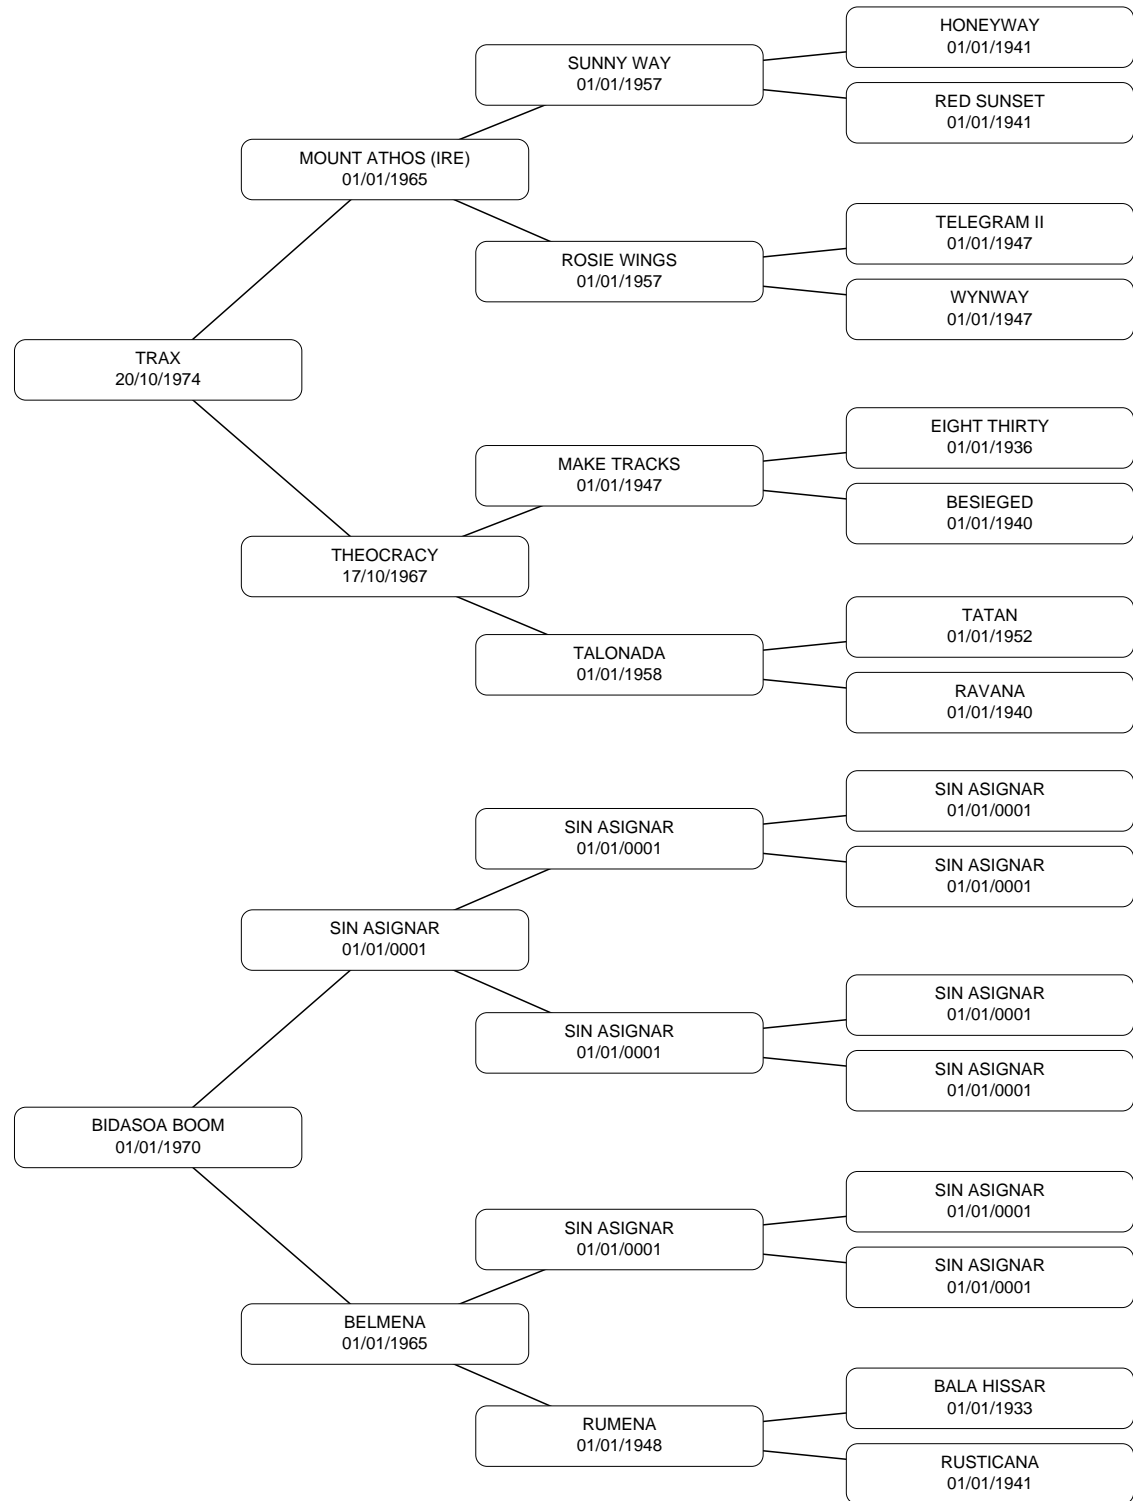 HONEYWAY
01/01/1941
SUNNY WAY
01/01/1957
RED SUNSET
01/01/1941
MOUNT ATHOS (IRE)
01/01/1965
TELEGRAM II
01/01/1947
ROSIE WINGS
01/01/1957
WYNWAY
01/01/1947
TRAX
20/10/1974
EIGHT THIRTY
01/01/1936
MAKE TRACKS
01/01/1947
BESIEGED
01/01/1940
THEOCRACY
17/10/1967
TATAN
01/01/1952
TALONADA
01/01/1958
RAVANA
01/01/1940
SIN ASIGNAR
01/01/0001
SIN ASIGNAR
01/01/0001
SIN ASIGNAR
01/01/0001
SIN ASIGNAR
01/01/0001
SIN ASIGNAR
01/01/0001
SIN ASIGNAR
01/01/0001
SIN ASIGNAR
01/01/0001
BIDASOA BOOM
01/01/1970
SIN ASIGNAR
01/01/0001
SIN ASIGNAR
01/01/0001
SIN ASIGNAR
01/01/0001
BELMENA
01/01/1965
BALA HISSAR
01/01/1933
RUMENA
01/01/1948
RUSTICANA
01/01/1941